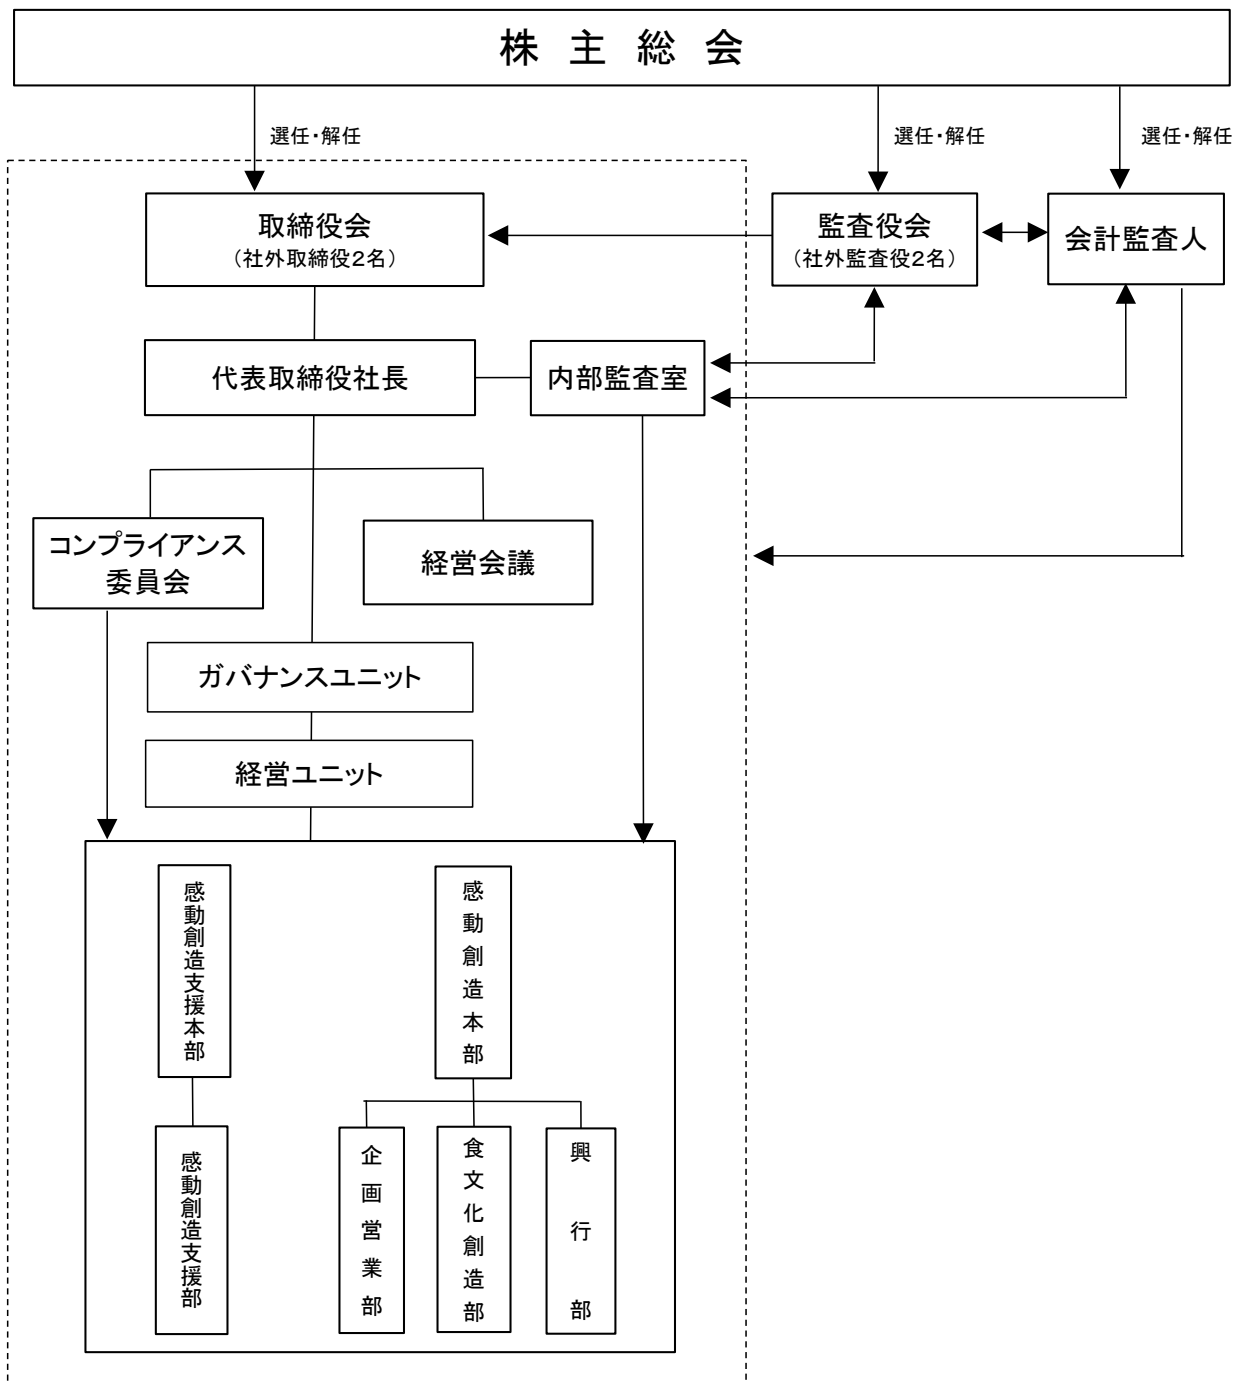 株主総会
選任・解任
選任・解任
選任・解任
取締役会
（社外取締役２名）
監査役会
（社外監査役２名）
会計監査人
代表取締役社長
内部監査室
コンプライアンス
委員会
経営会議
ガバナンスユニット
経営ユニット
感動創造支援本部
感動創造本部
感動創造支援部
企画営業部
食文化創造部
興行部